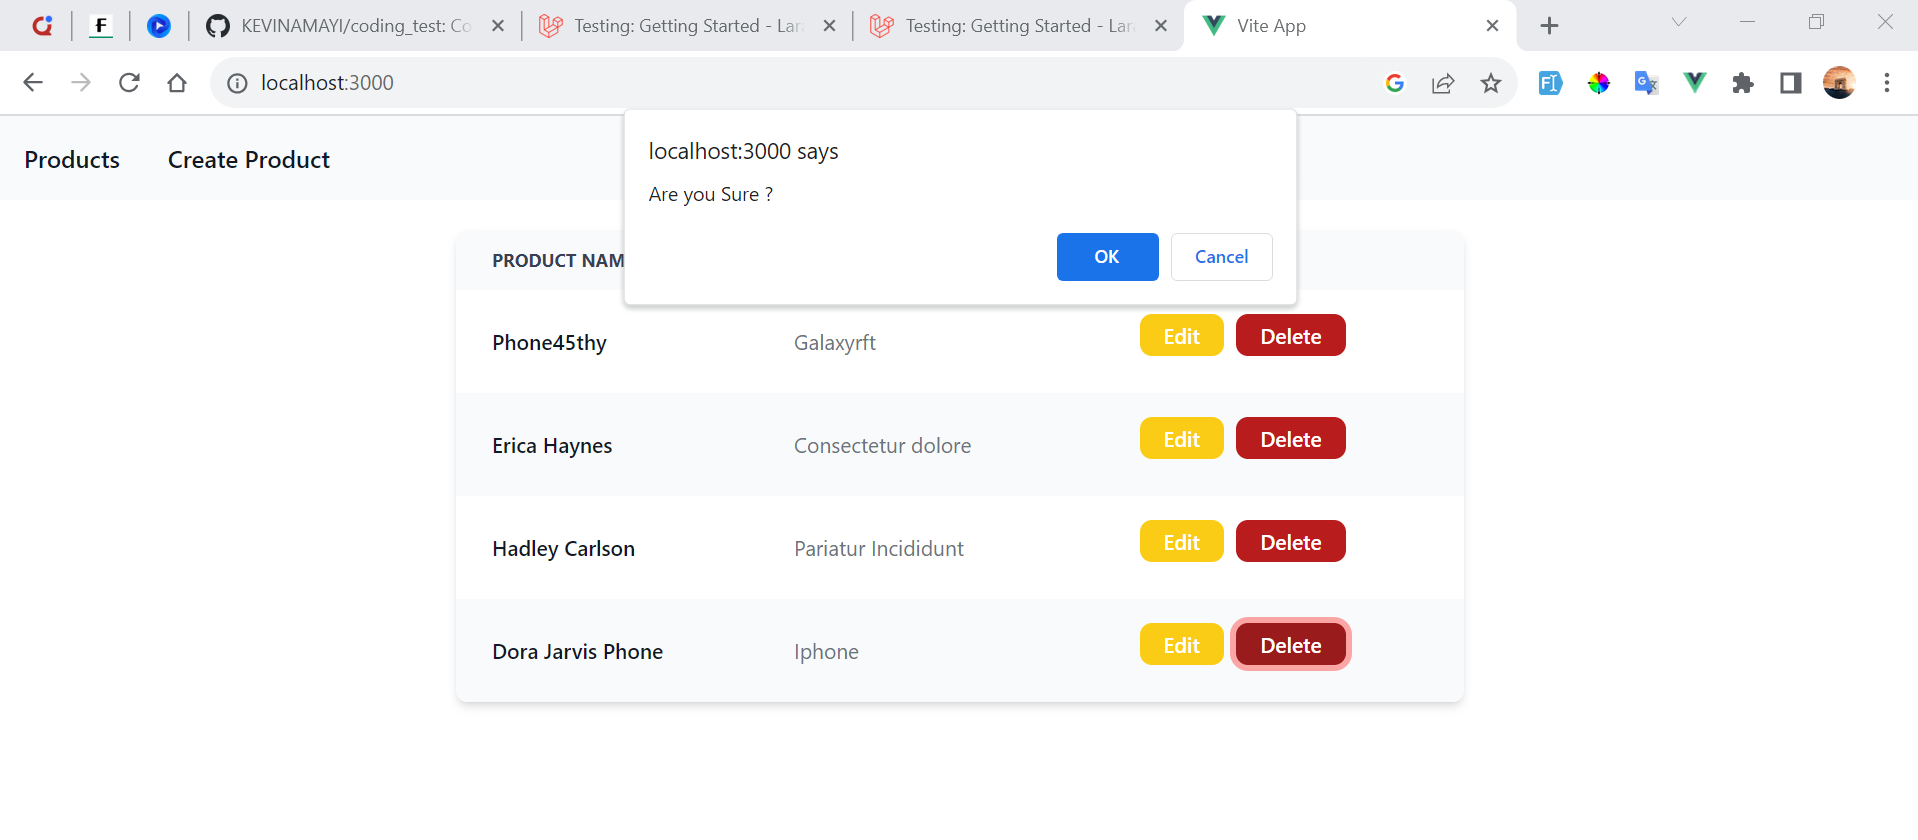 KEVINAMAYI/coding_test: Co
Testing: Getting Started - Lar
Testing: Getting Started - Lar
Vite App
localhost:3000
Products
Create Product
localhost:3000 says
Are you Sure ?
OK
Cancel
PRODUCT NAM
Phone45thy
Galaxyrft
Edit
Delete
Erica Haynes
Consectetur dolore
Edit
Delete
Hadley Carlson
Pariatur Incididunt
Edit
Delete
Dora Jarvis Phone
Iphone
Edit
Delete